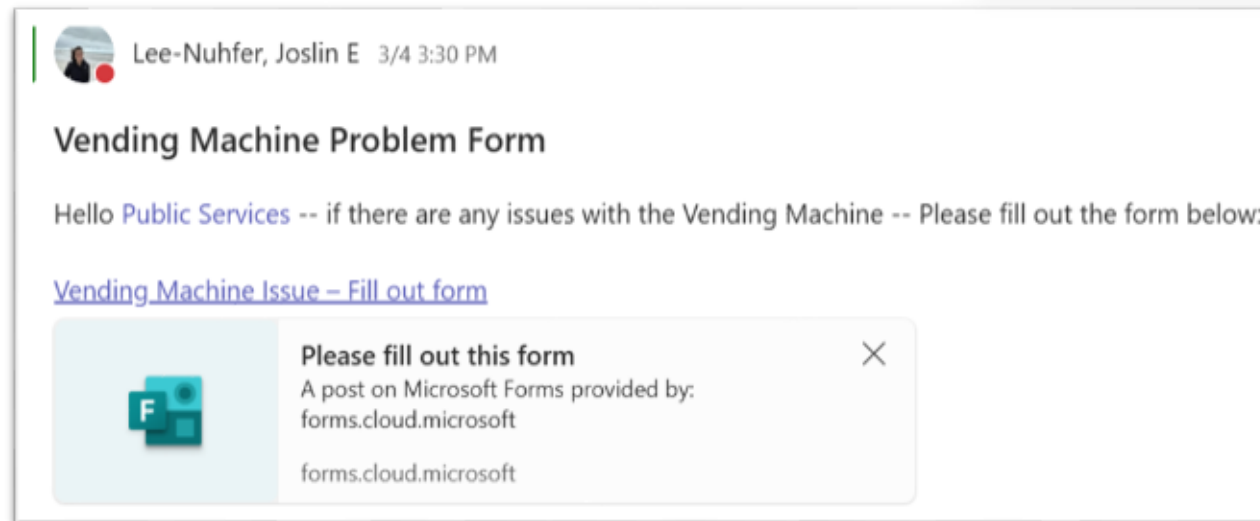 Lee-Nuhfer, Joslin E 3/4 3:30 PM
Vending Machine Problem Form
Hello Public Services -- if there are any issues with the Vending Machine -- Please fill out the form below:
Vending Machine Issue – Fill out form
Please fill out this form
A post on Microsoft Forms provided by:
forms.cloud.microsoft
F
forms.cloud.microsoft